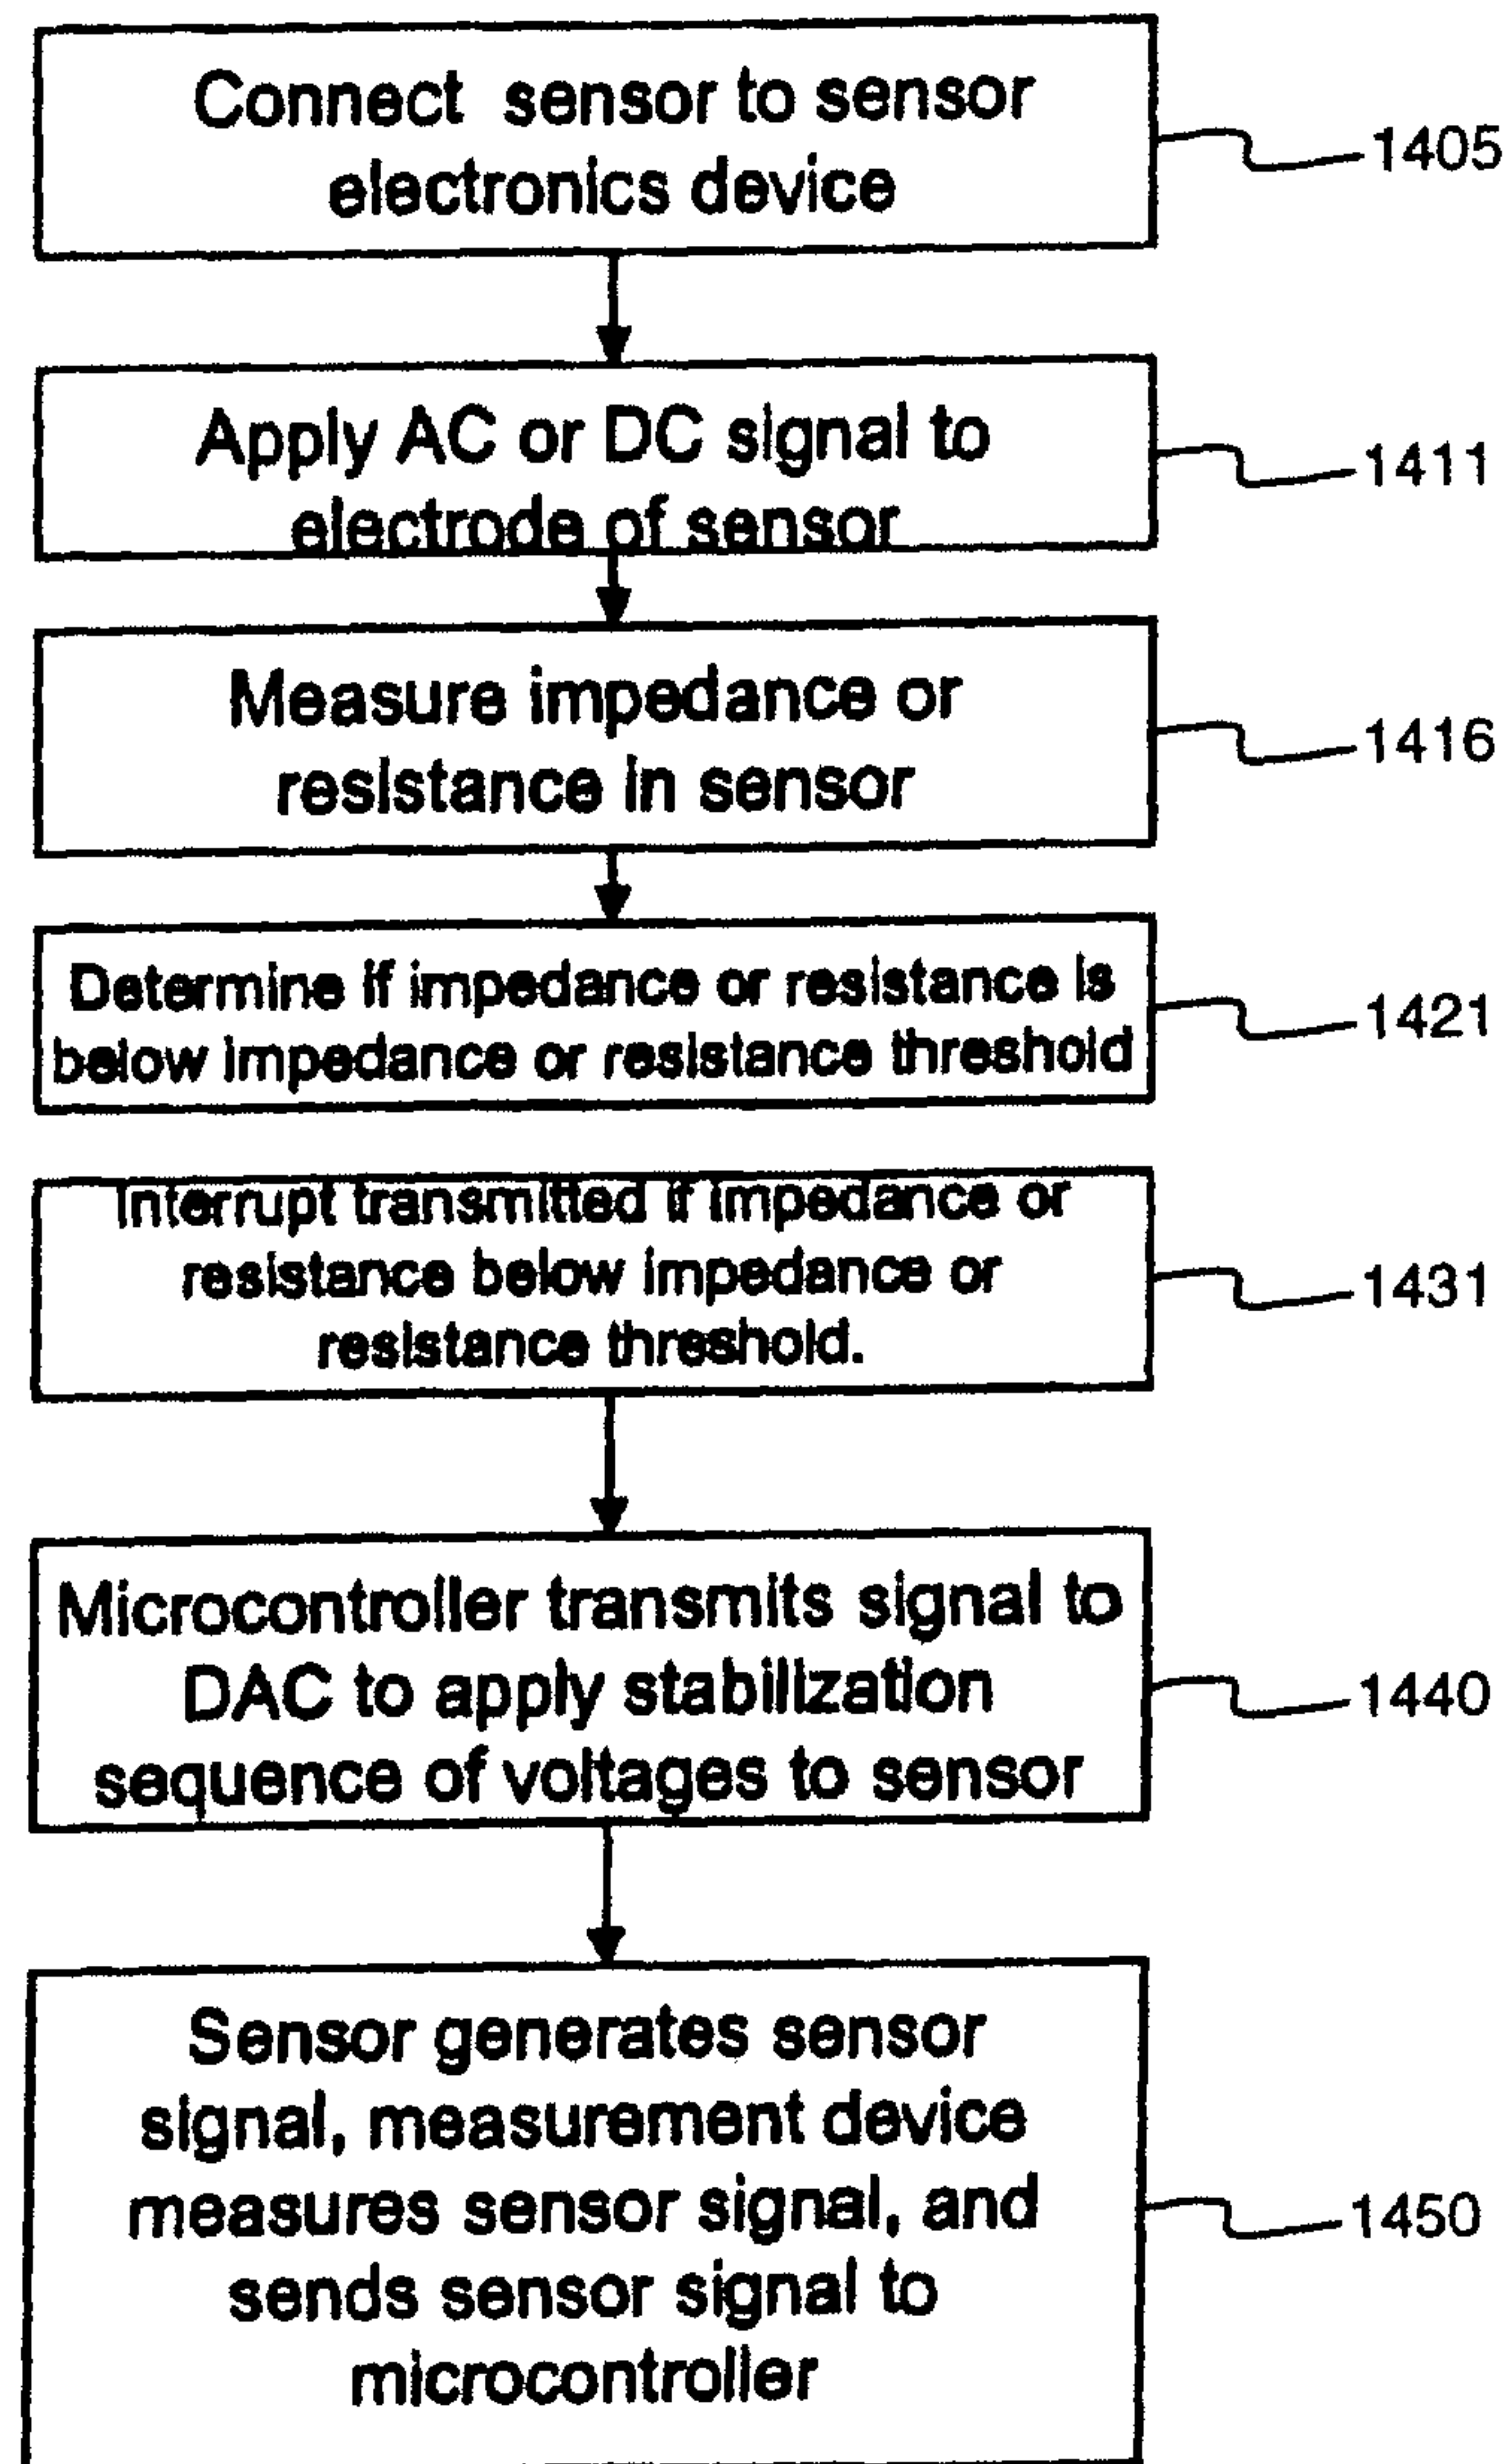 Connect sensor to sensor
electronics device
1405
Apply AC or DC signal to
electrode of sensor
1411
Measure impedance or
resistance in sensor
1416
Determine if impedance or resistance is
below impedance or resistance threshold
1421
Interrupt transmitted if impedance or
resistance below impedance or
resistance threshold.
1431
Microcontroller transmits signal to
DAC to apply stabilization
sequence of voltages to sensor
1440
Sensor generates sensor
signal, measurement device
measures sensor signal, and
sends sensor signal to
microcontroller
1450